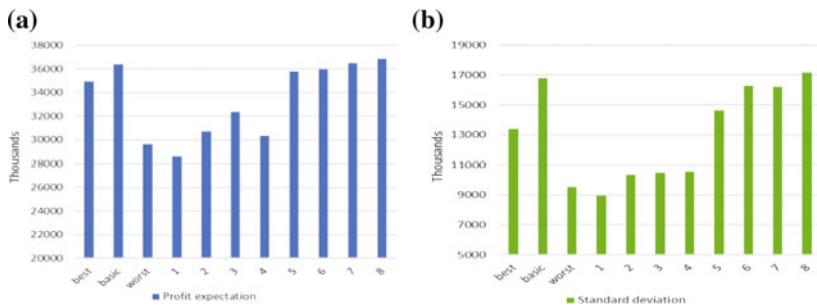 (a)
38000
36000
34000
32000
30000
28000
26000
24000
22000
20000
Thousands
best basic worst 1 2 3 4 5 6 7 8
Profit expectation
(b)
19000
17000
15000
13000
11000
9000
7000
5000
Thousands
best basic worst 1 2 3 4 5 6 7 8
Standard deviation